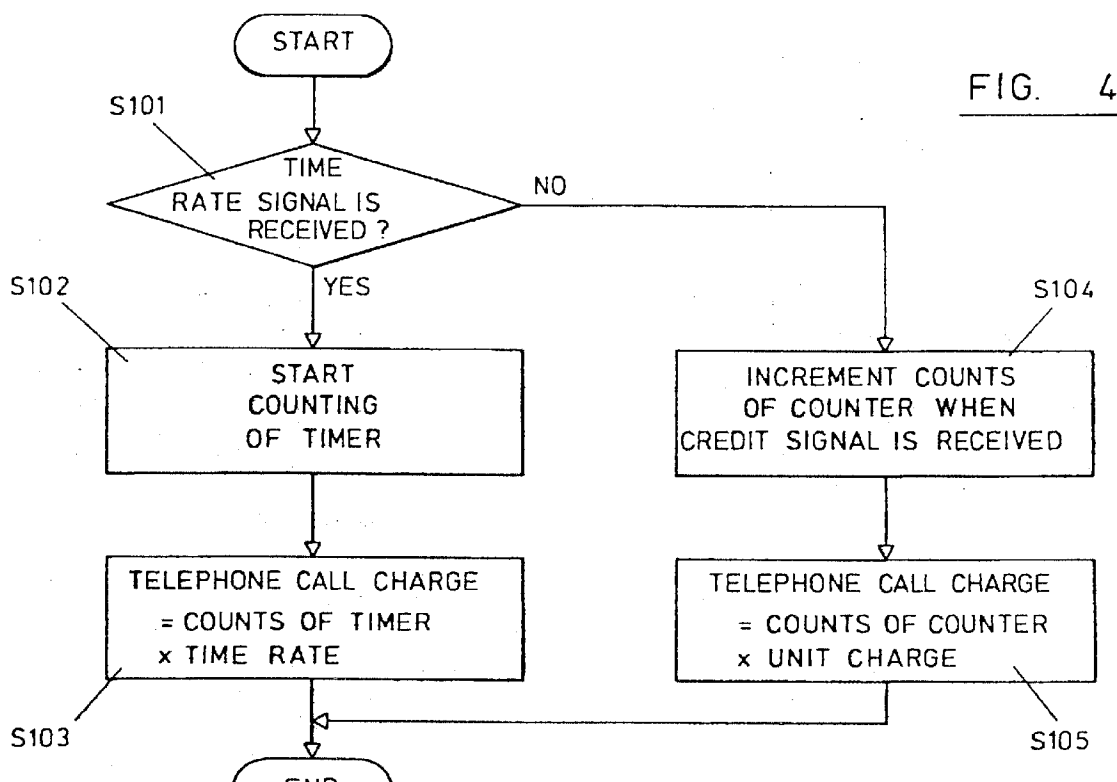 START
FIG. 4
S101
TIME
RATE SIGNAL IS
RECEIVED ?
NO
YES
S102
START
COUNTING
OF TIMER
S104
INCREMENT COUNTS
OF COUNTER WHEN
CREDIT SIGNAL IS RECEIVED
TELEPHONE CALL CHARGE
= COUNTS OF TIMER
x TIME RATE
S103
TELEPHONE CALL CHARGE
= COUNTS OF COUNTER
x UNIT CHARGE
S105
END